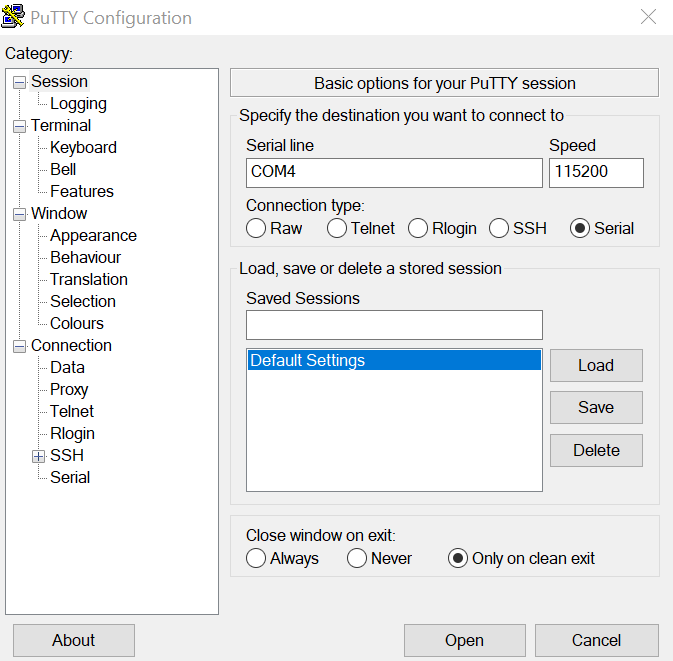 PuTTY Configuration
Category:
Session
Logging
Terminal
Keyboard
Bell
Features
Window
Appearance
Behaviour
Translation
Selection
Colours
Connection
Data
Proxy
Telnet
Rlogin
SSH
Serial
Basic options for your PuTTY session
Specify the destination you want to connect to
Serial line Speed
COM4 115200
Connection type:
Raw Telnet Rlogin SSH Serial
Load, save or delete a stored session
Saved Sessions
Default Settings
Load
Save
Delete
Close window on exit:
Always Never Only on clean exit
About Open Cancel